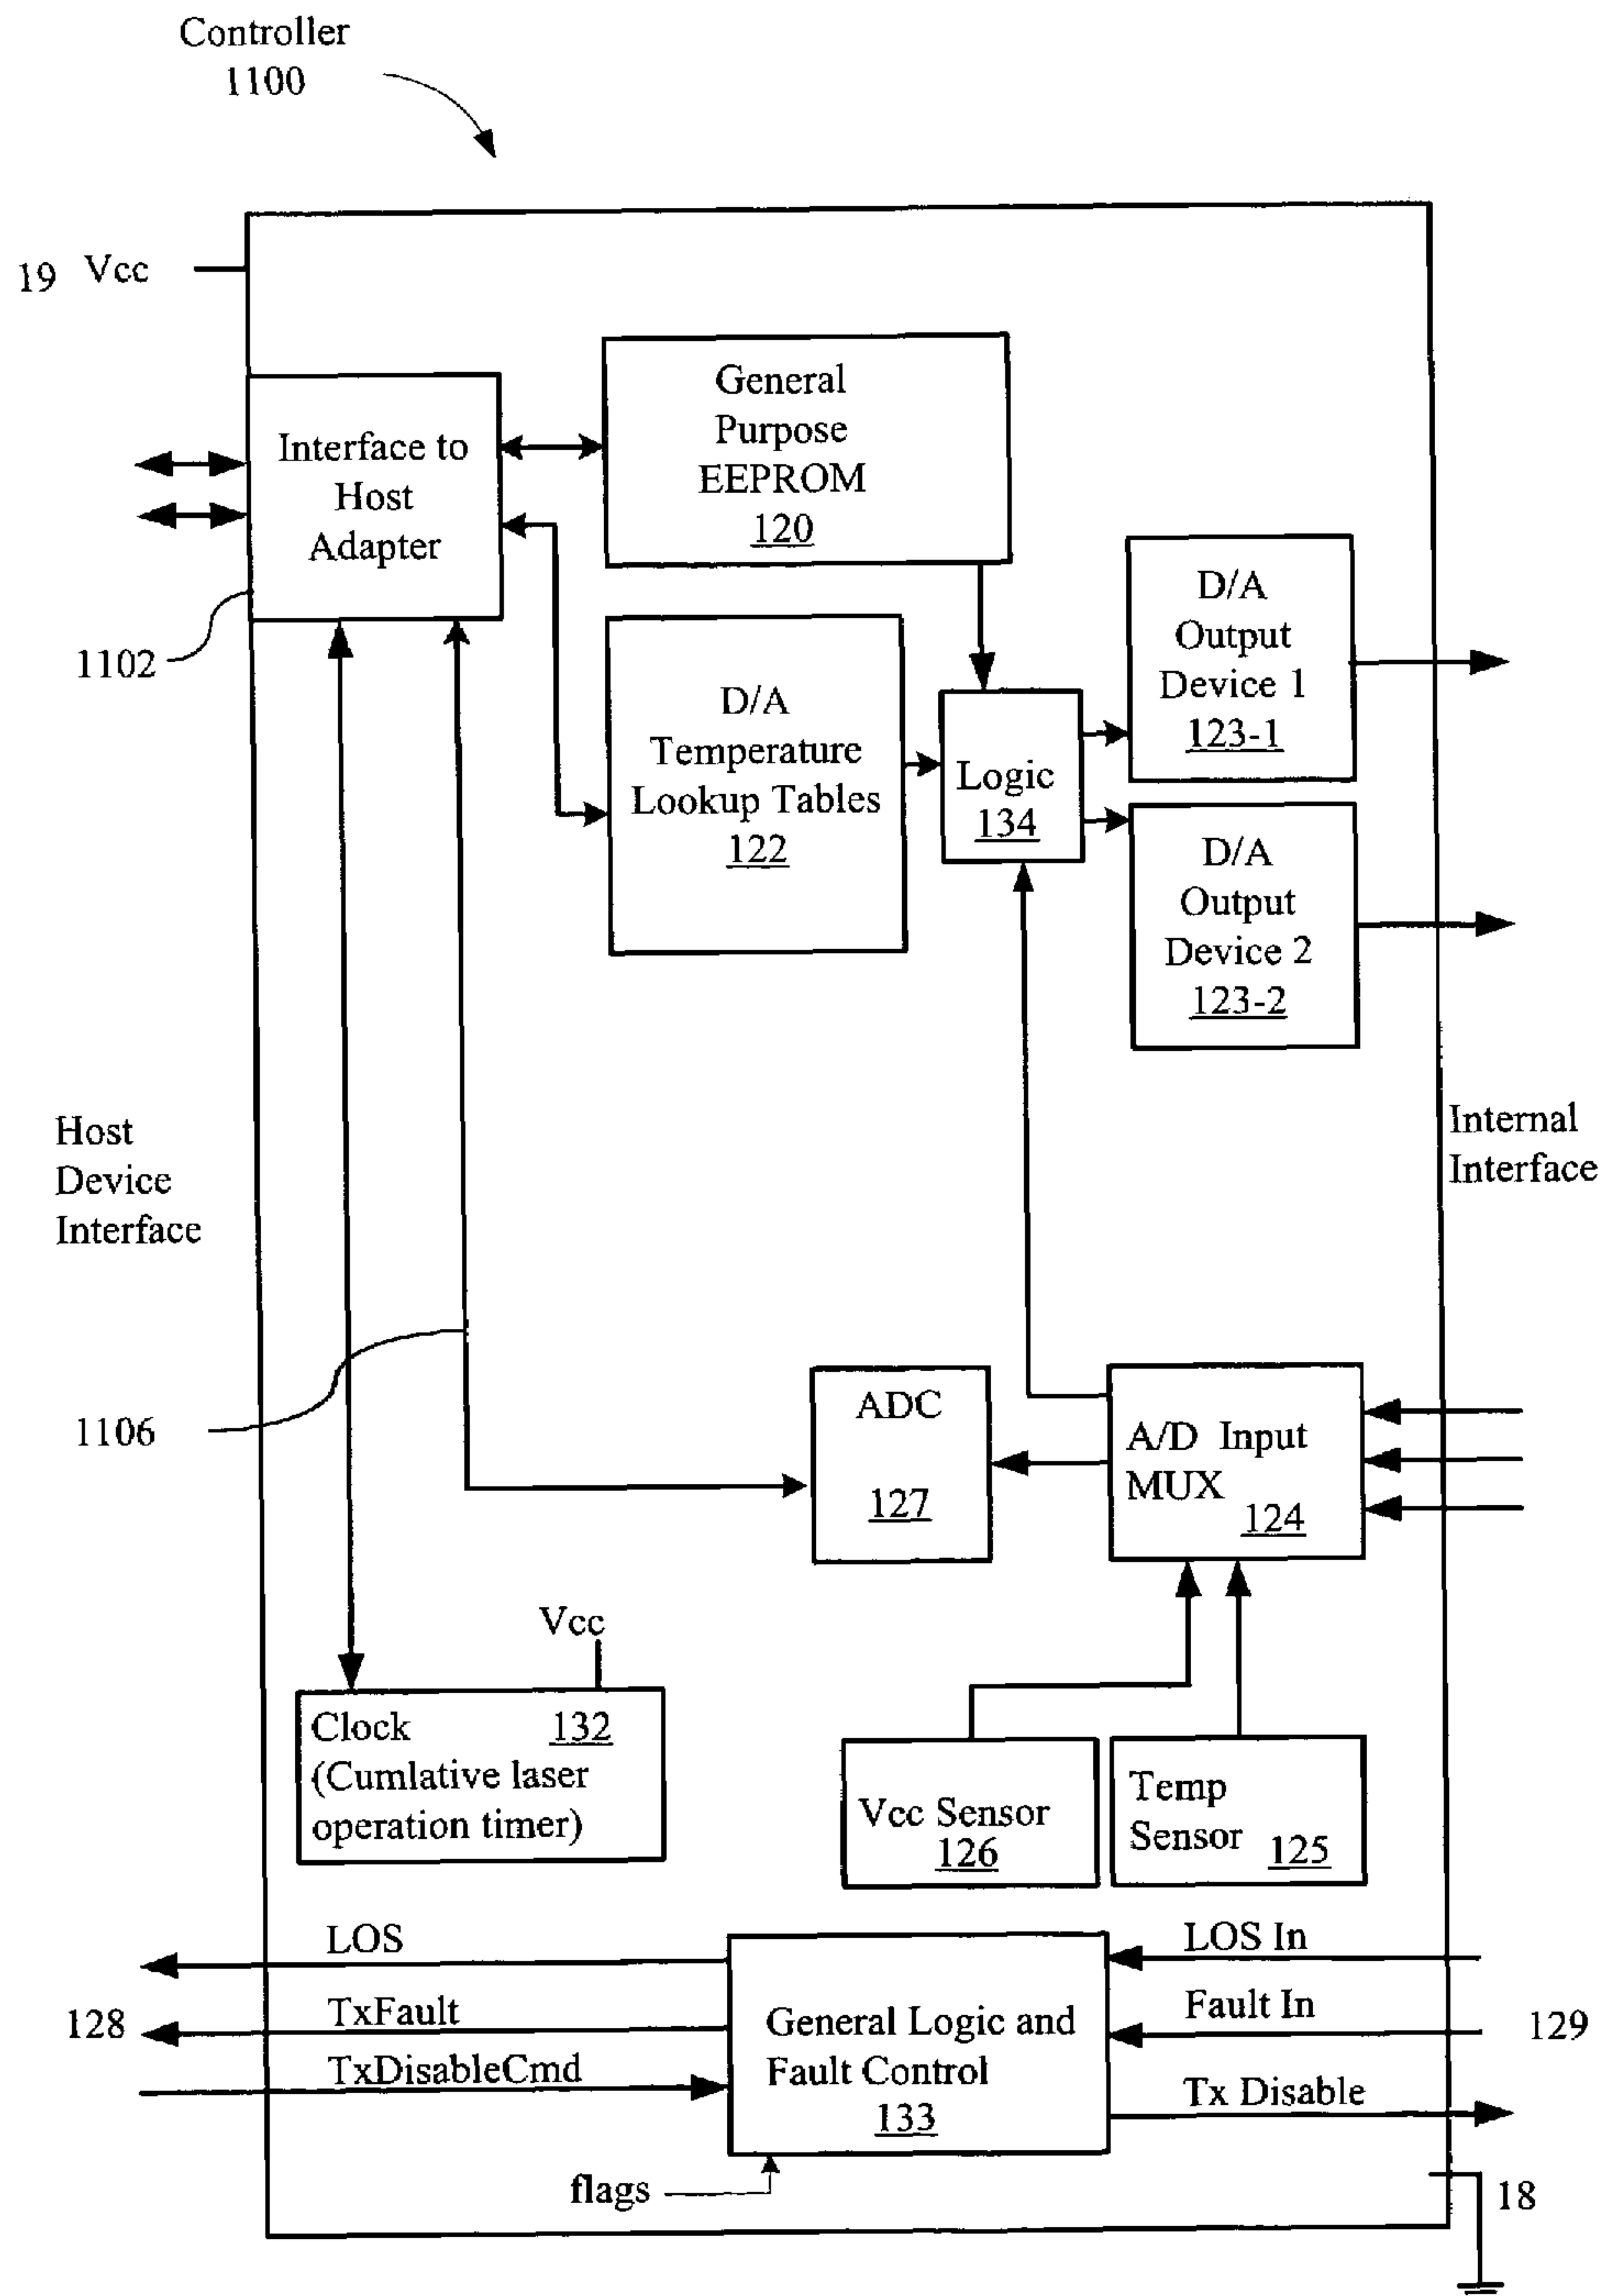 Controller
1100
19 Vcc
Interface to
Host
Adapter
1102
General
Purpose
EEPROM
120
D/A
Temperature
Lookup Tables
122
Logic
134
D/A
Output
Device 1
123-1
D/A
Output
Device 2
123-2
Host
Device
Interface
Internal
Interface
1106
ADC
127
A/D Input
MUX
124
Vcc
Clock 132
(Cumlative laser
operation timer)
Vcc Sensor
126
Temp
Sensor 125
LOS
TxFault
TxDisableCmd
128
General Logic and
Fault Control
133
LOS In
Fault In
Tx Disable
129
flags
18